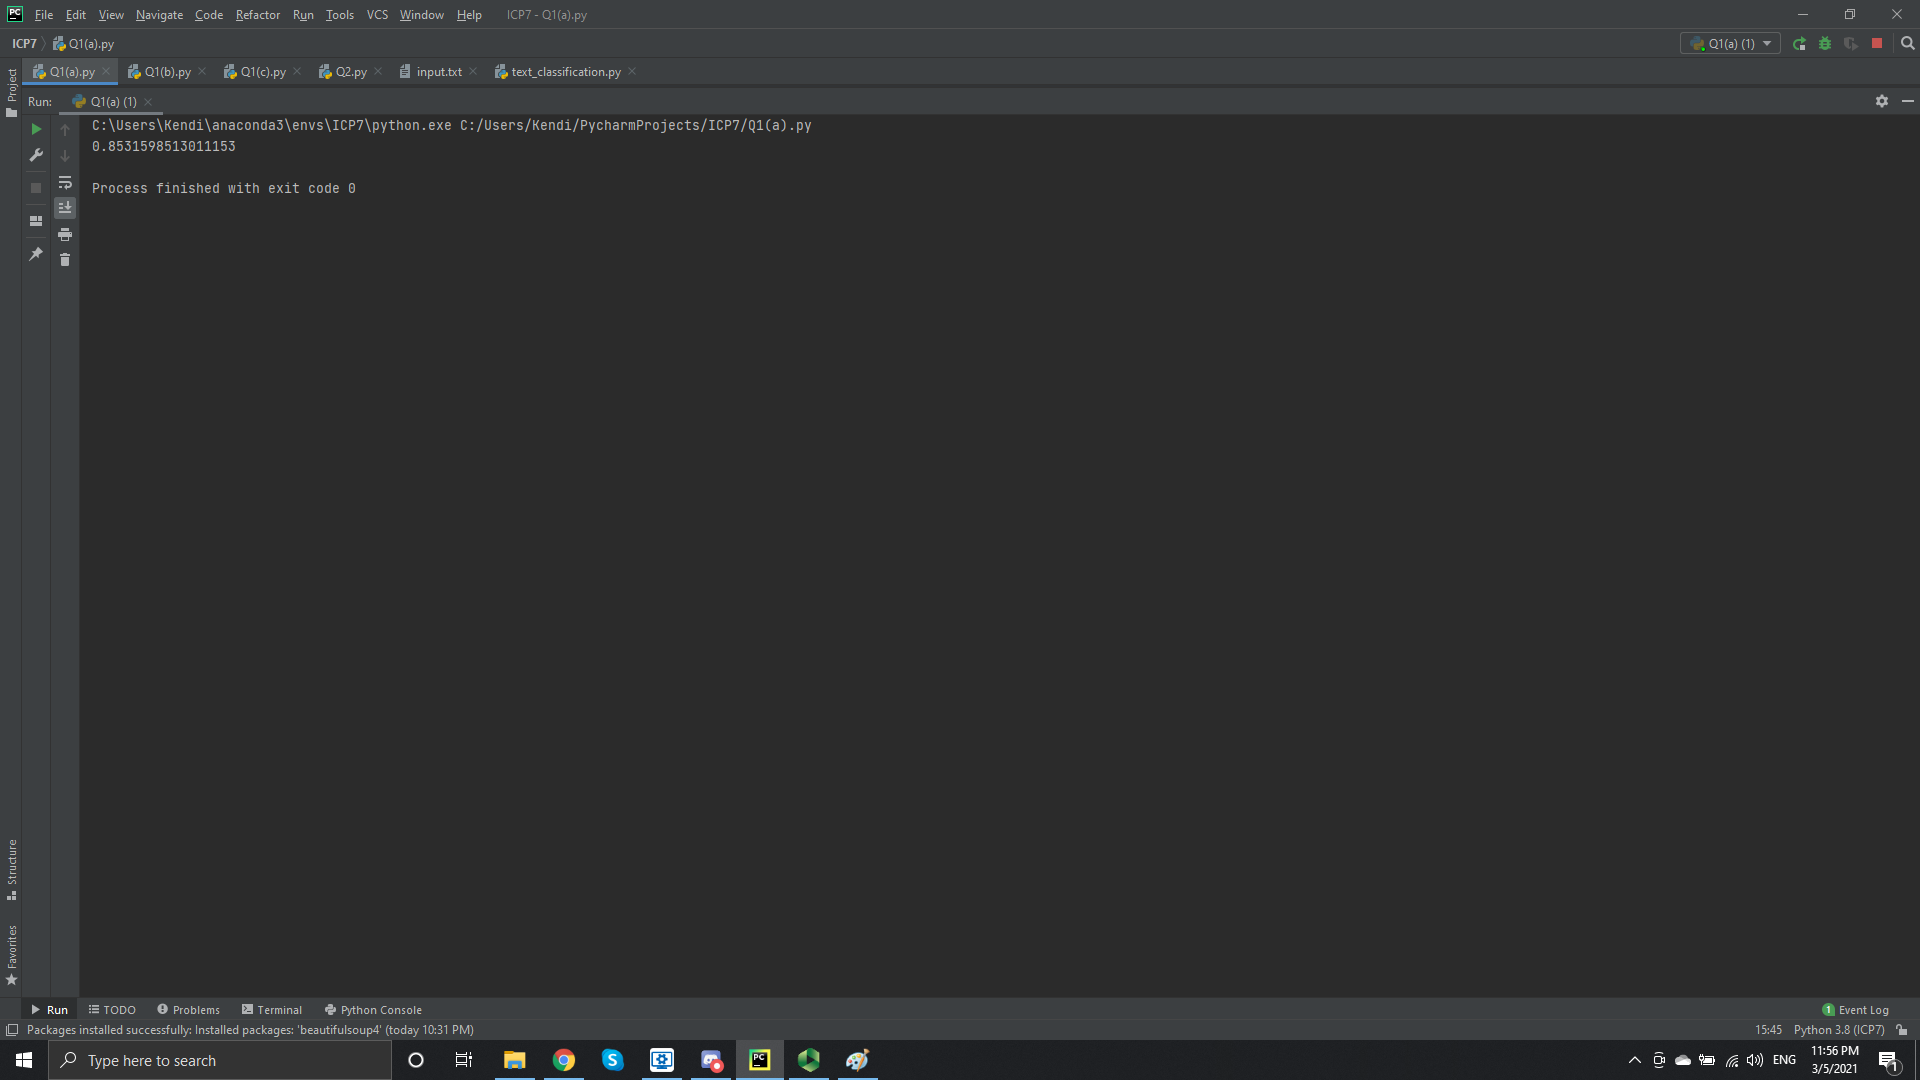 File Edit View Navigate Code Refactor Run Tools VCS Window Help ICP7 - Q1(a).py
ICP7 Q1(a).py Q1(a) (1)
Q1(a).py Q1(b).py Q1(c).py Q2.py input.txt text_classification.py
Project
Run: Q1(a) (1)
C:\Users\Kendi\anaconda3\envs\ICP7\python.exe C:/Users/Kendi/PycharmProjects/ICP7/Q1(a).py
0.8531598513011153
Process finished with exit code 0
Structure
Favorites
Run TODO Problems Terminal Python Console 1 Event Log
Packages installed successfully: Installed packages: 'beautifulsoup4' (today 10:31 PM) 15:45 Python 3.8 (ICP7)
Type here to search ENG 11:56 PM
3/5/2021 1